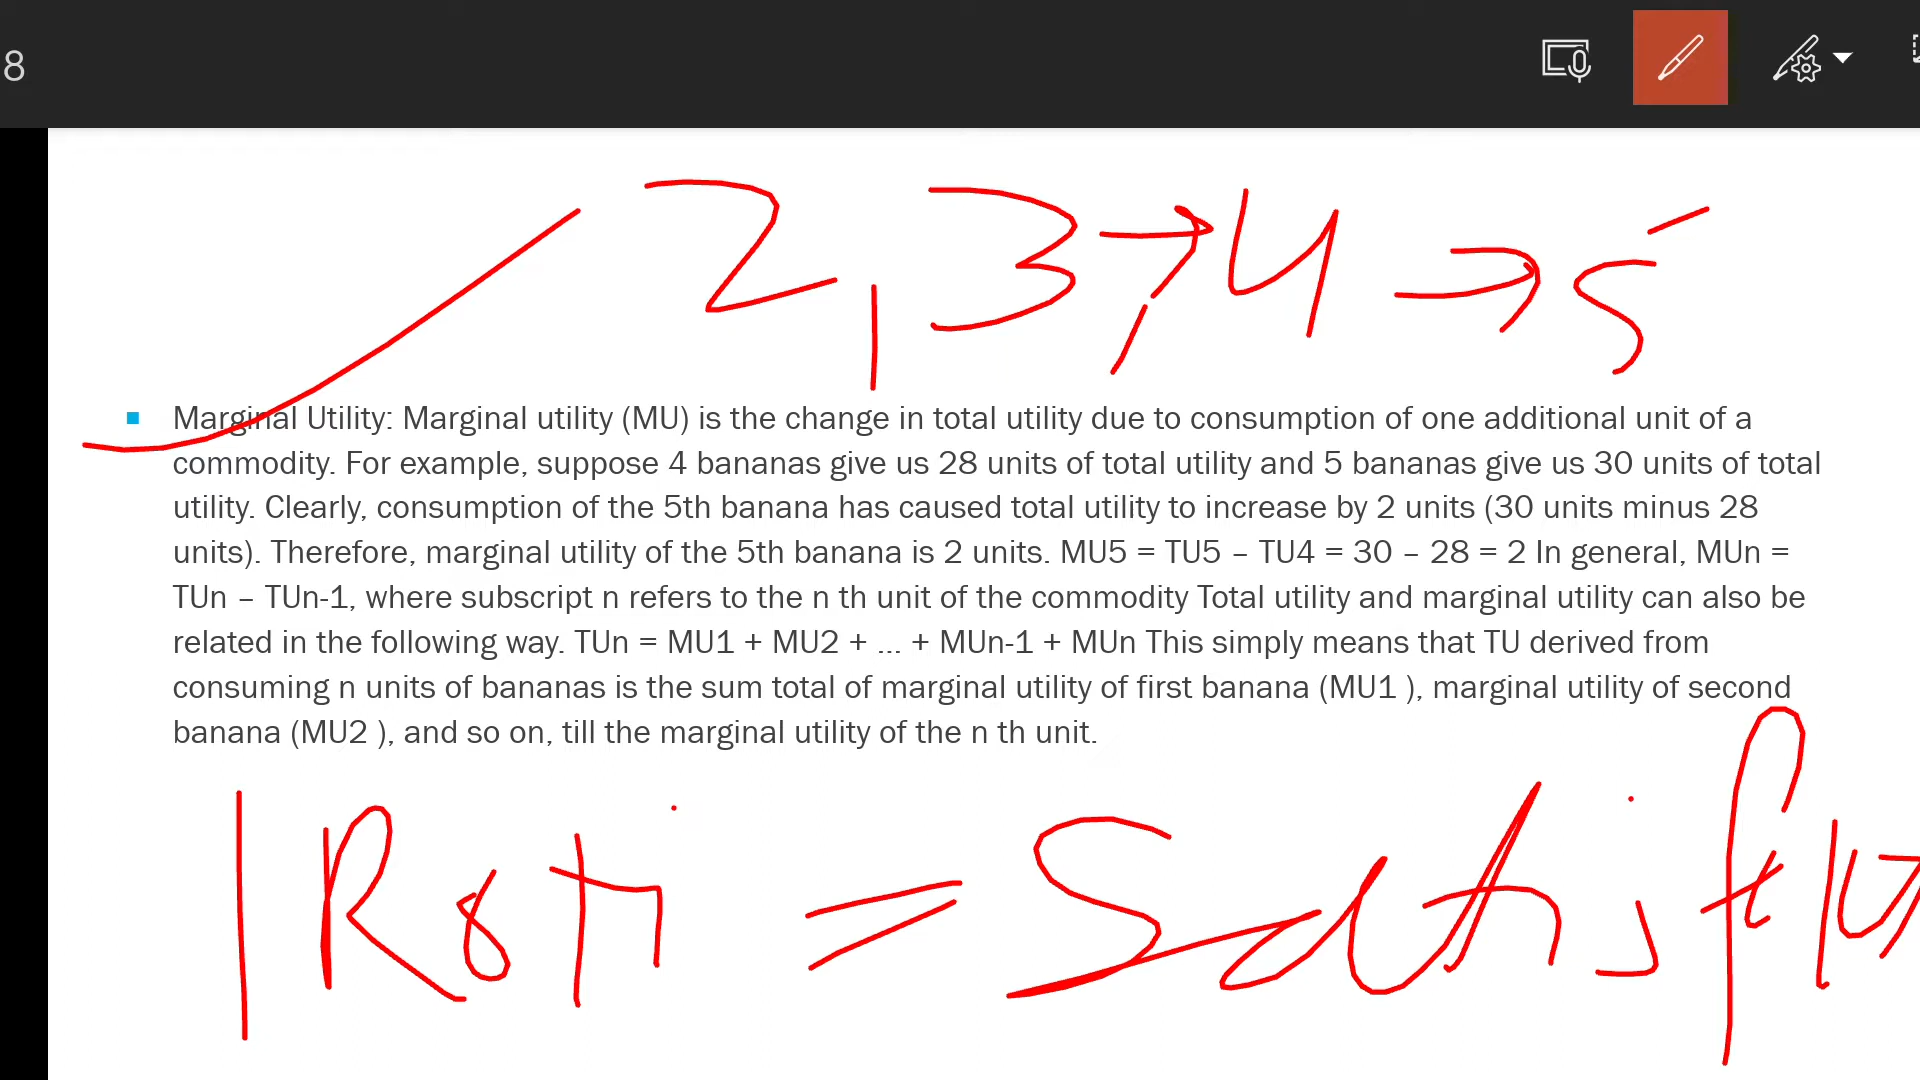 8
2, 3, → 4 → 5
Marginal Utility: Marginal utility (MU) is the change in total utility due to consumption of one additional unit of a
commodity. For example, suppose 4 bananas give us 28 units of total utility and 5 bananas give us 30 units of total
utility. Clearly, consumption of the 5th banana has caused total utility to increase by 2 units (30 units minus 28
units). Therefore, marginal utility of the 5th banana is 2 units. MU5 = TU5 – TU4 = 30 – 28 = 2 In general, MUn =
TUn – TUn-1, where subscript n refers to the n th unit of the commodity Total utility and marginal utility can also be
related in the following way. TUn = MU1 + MU2 + ... + MUn-1 + MUn This simply means that TU derived from
consuming n units of bananas is the sum total of marginal utility of first banana (MU1 ), marginal utility of second
banana (MU2 ), and so on, till the marginal utility of the n th unit.
1 Roti =